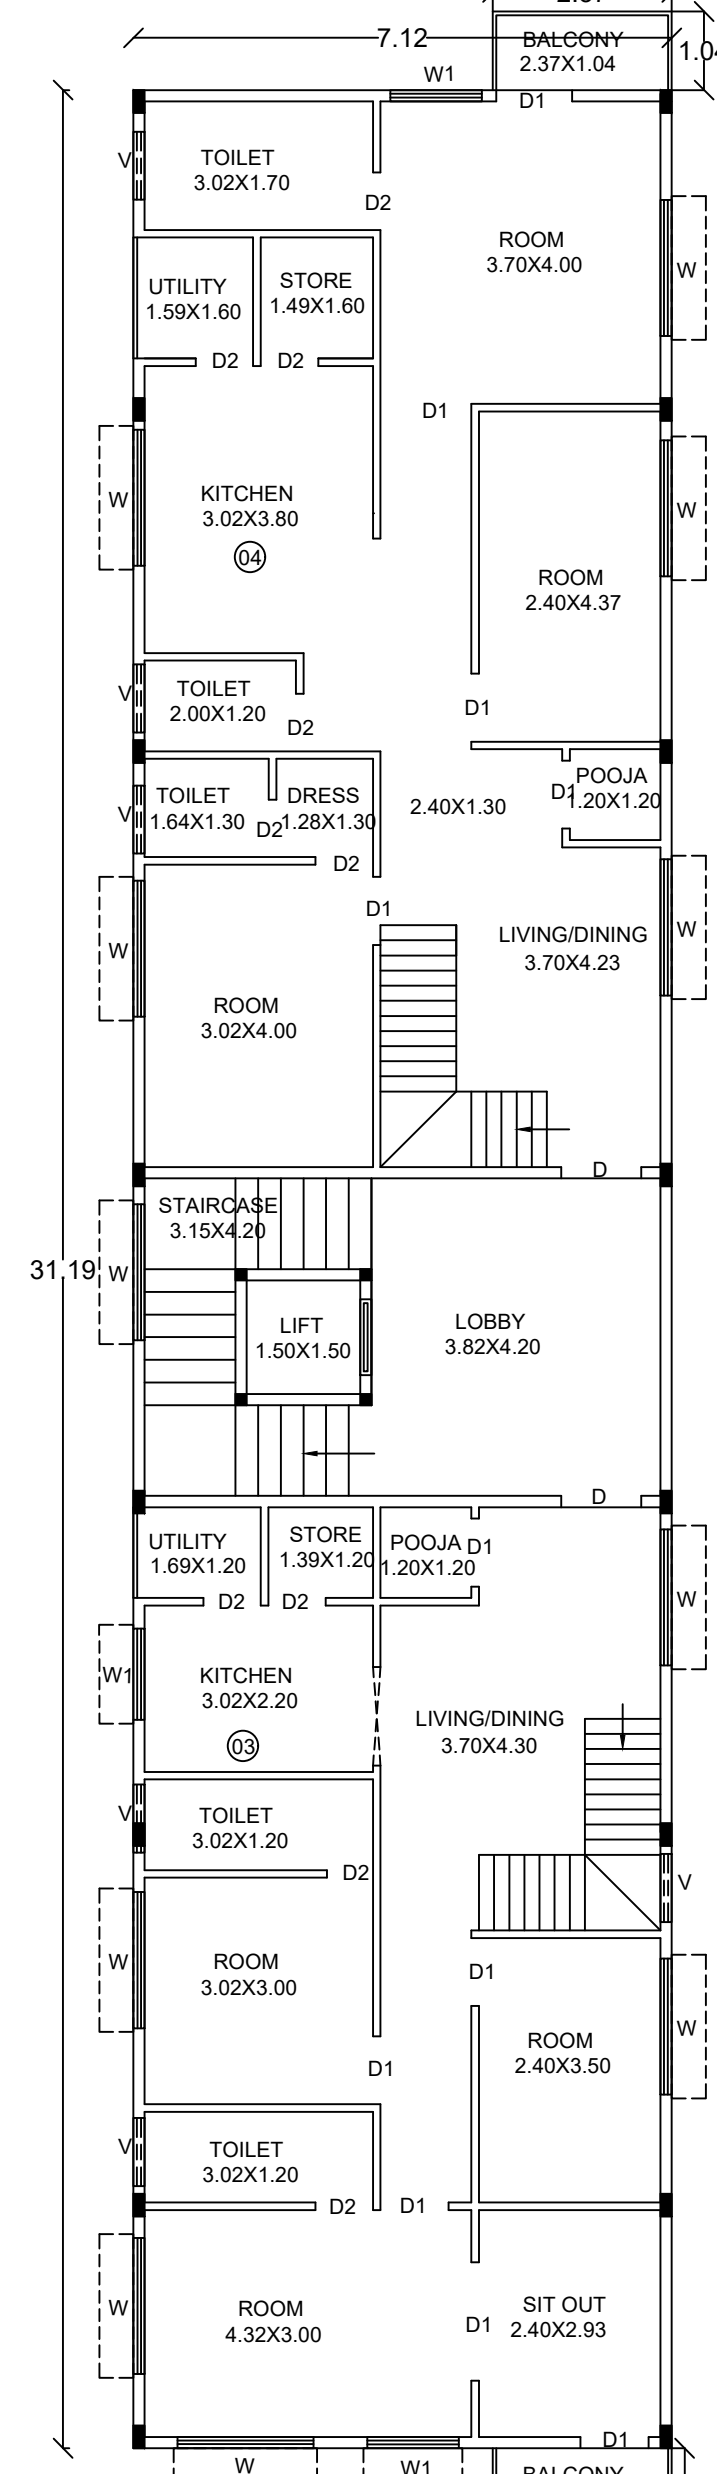 7.12
BALCONY
2.37X1.04
W1
D1
V
TOILET
3.02X1.70
D2
ROOM
3.70X4.00
W
UTILITY
1.59X1.60
STORE
1.49X1.60
D2
D2
D1
W
KITCHEN
3.02X3.80
04
W
ROOM
2.40X4.37
V
TOILET
2.00X1.20
D2
D1
V
TOILET
1.64X1.30
D2
DRESS
1.28X1.30
D2
2.40X1.30
D1
POOJA
1.20X1.20
D1
LIVING/DINING
3.70X4.23
W
W
ROOM
3.02X4.00
D
STAIRCASE
3.15X4.20
31.19
W
LIFT
1.50X1.50
LOBBY
3.82X4.20
D
UTILITY
1.69X1.20
STORE
1.39X1.20
POOJA
1.20X1.20
D1
D2
D2
W
W1
KITCHEN
3.02X2.20
03
LIVING/DINING
3.70X4.30
V
TOILET
3.02X1.20
D2
V
W
ROOM
3.02X3.00
D1
W
ROOM
2.40X3.50
D1
V
TOILET
3.02X1.20
D2
D1
W
ROOM
4.32X3.00
D1
SIT OUT
2.40X2.93
D1
W
W1
BALCONY